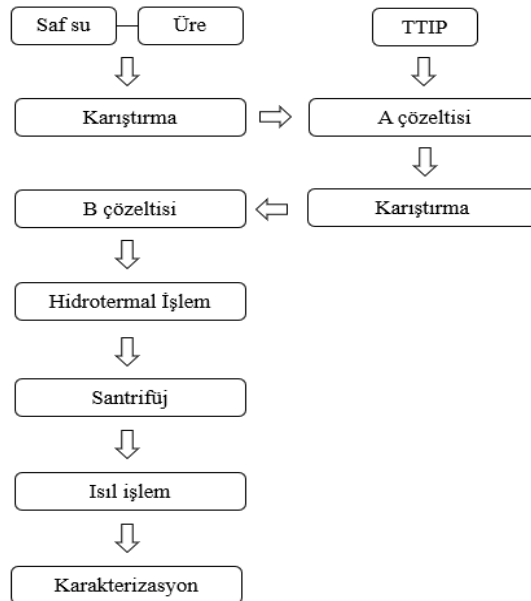 Saf su
Üre
TTIP
Karıştırma
A çözeltisi
B çözeltisi
Karıştırma
Hidrotermal İşlem
Santrifüj
Isıl işlem
Karakterizasyon